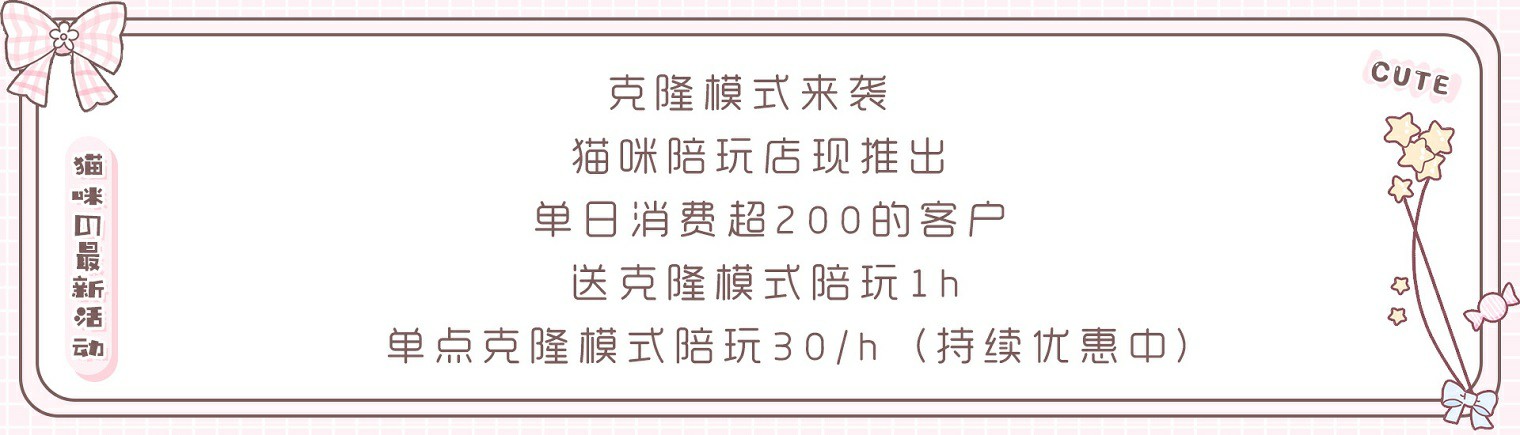 克隆模式来袭
猫咪陪玩店现推出
单日消费超200的客户
送克隆模式陪玩1h
单点克隆模式陪玩30/h（持续优惠中）
猫咪の最新活动
CUTE